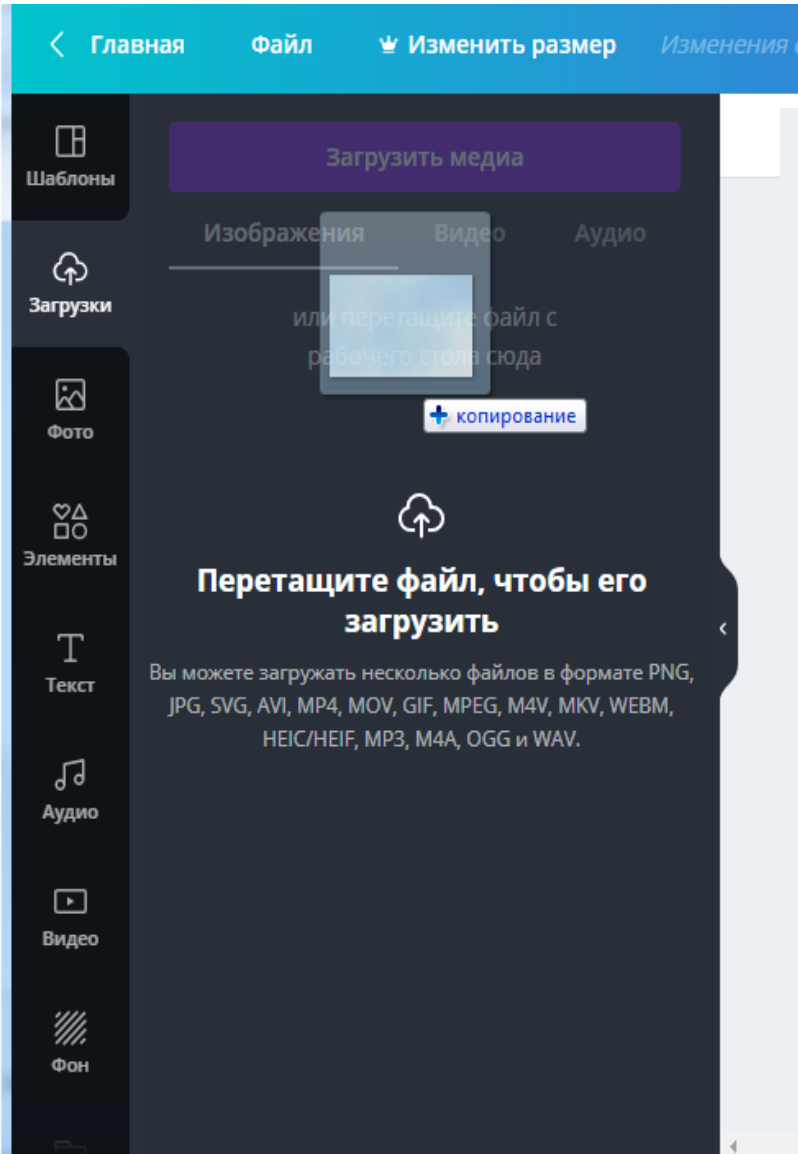 Главная Файл Изменить размер Изменения
Шаблоны
Загрузить медиа
Изображения Видео Аудио
Загрузки
или перетащите файл с
рабочего стола сюда
копирование
Фото
Элементы
Перетащите файл, чтобы его
загрузить
Вы можете загружать несколько файлов в формате PNG,
JPG, SVG, AVI, MP4, MOV, GIF, MPEG, M4V, MKV, WEBM,
HEIC/HEIF, MP3, M4A, OGG и WAV.
Текст
Аудио
Видео
Фон